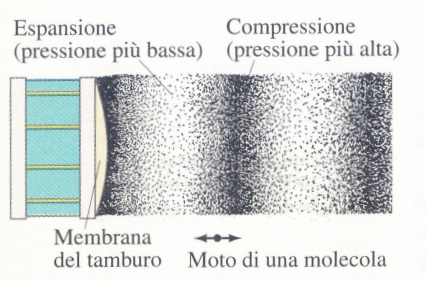 Espansione
(pressione più bassa)
Compressione
(pressione più alta)
Membrana
del tamburo
Moto di una molecola